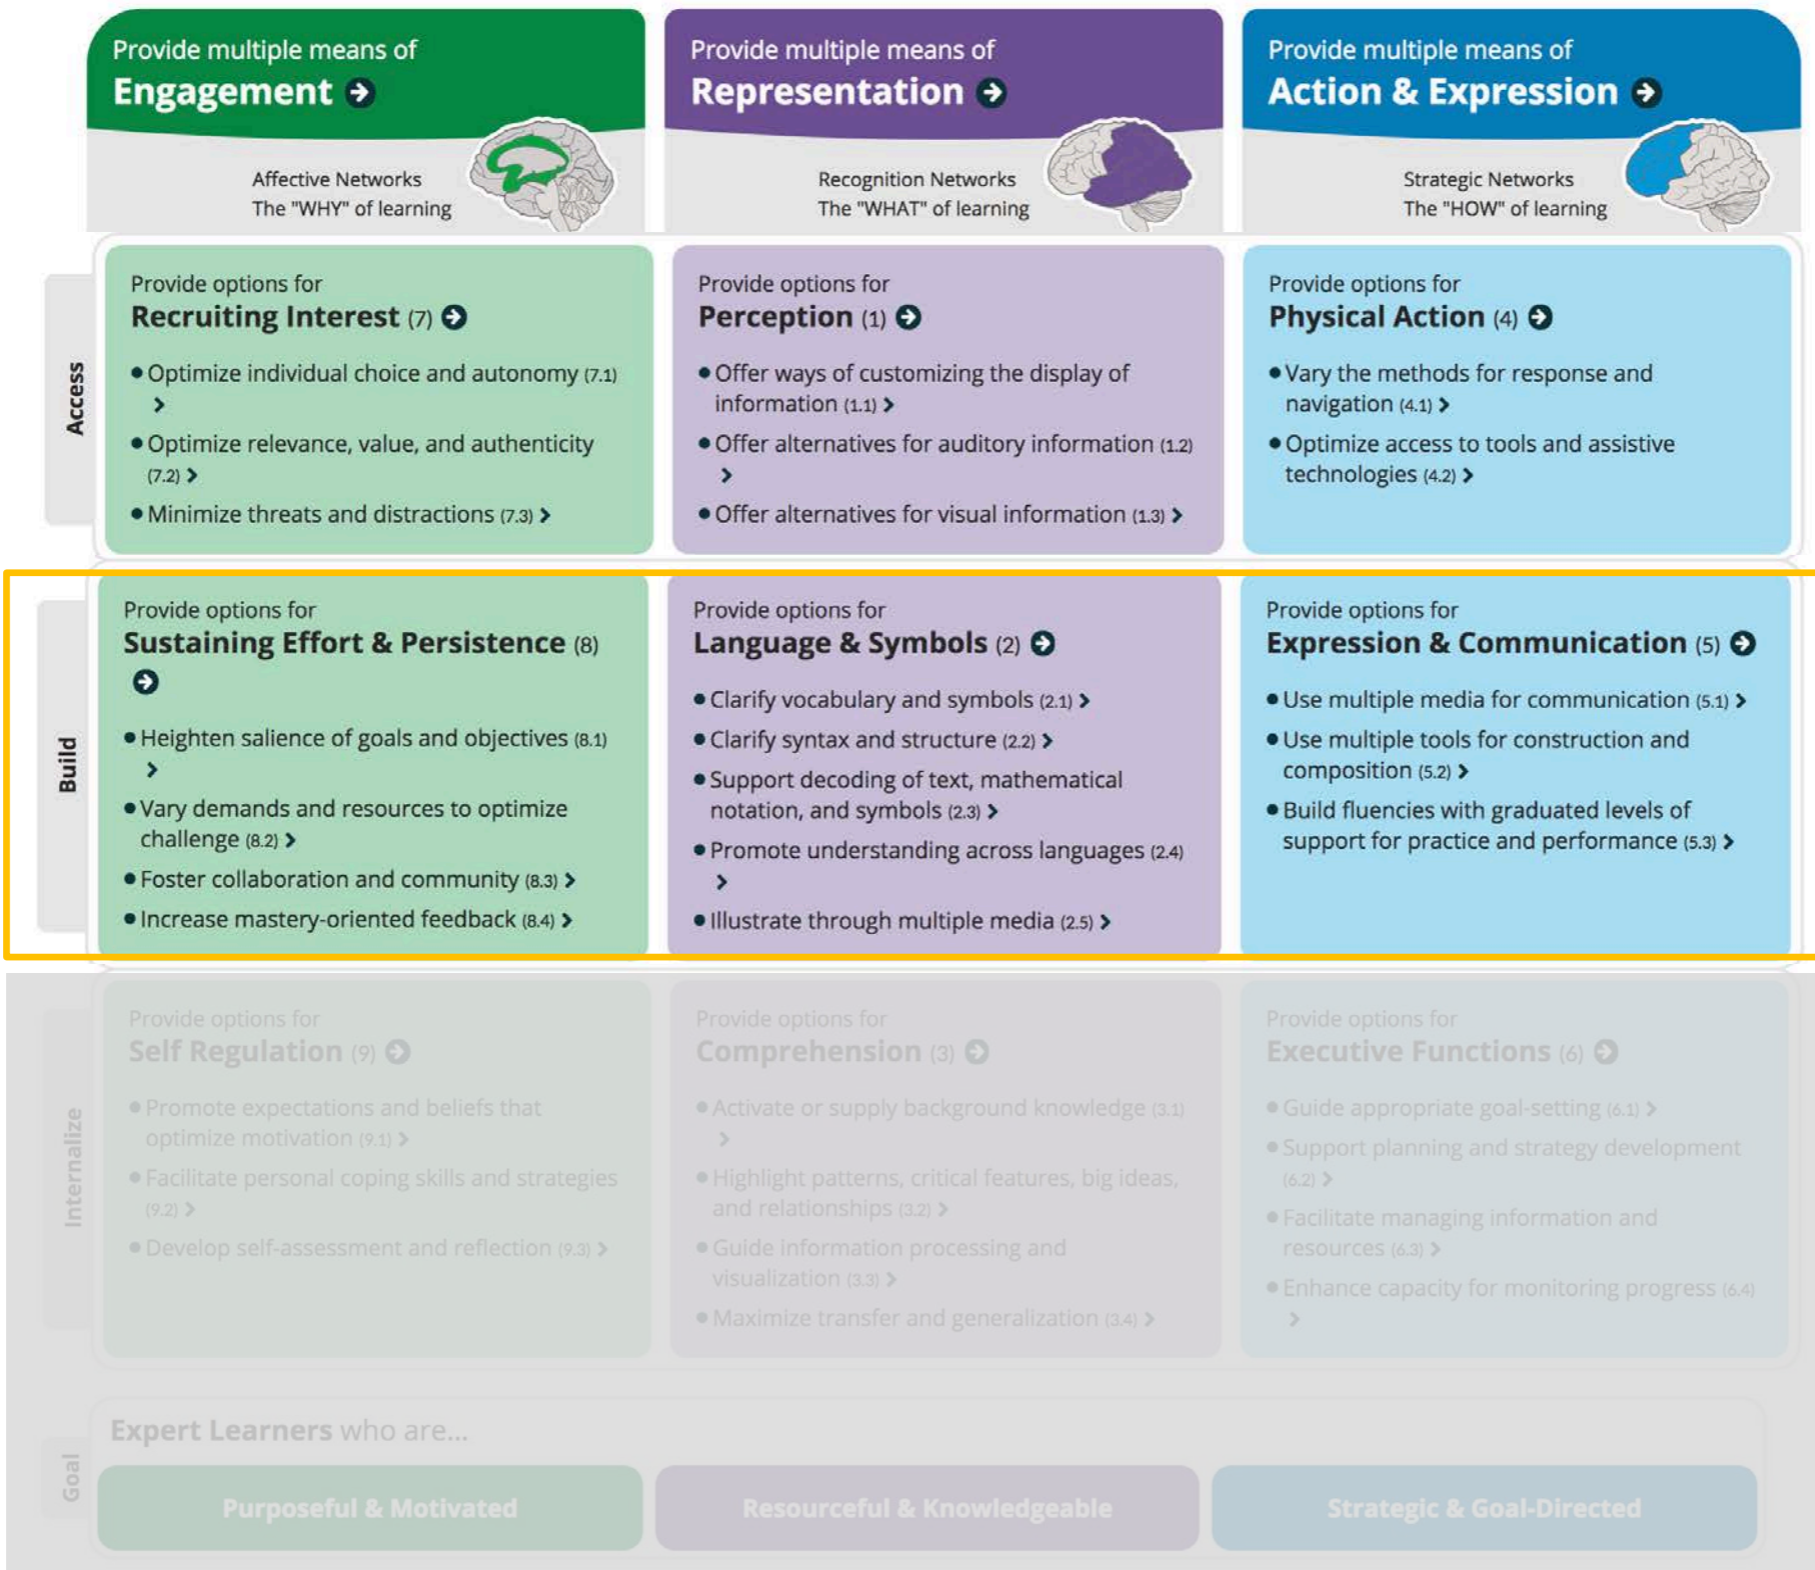 Provide multiple means of
Engagement
Affective Networks
The "WHY" of learning
Provide multiple means of
Representation
Recognition Networks
The "WHAT" of learning
Provide multiple means of
Action & Expression
Strategic Networks
The "HOW" of learning
Access
Provide options for
Recruiting Interest (7)
• Optimize individual choice and autonomy (7.1)
• Optimize relevance, value, and authenticity
(7.2)
• Minimize threats and distractions (7.3)
Provide options for
Perception (1)
• Offer ways of customizing the display of
information (1.1)
• Offer alternatives for auditory information (1.2)
• Offer alternatives for visual information (1.3)
Provide options for
Physical Action (4)
• Vary the methods for response and
navigation (4.1)
• Optimize access to tools and assistive
technologies (4.2)
Build
Provide options for
Sustaining Effort & Persistence (8)
• Heighten salience of goals and objectives (8.1)
• Vary demands and resources to optimize
challenge (8.2)
• Foster collaboration and community (8.3)
• Increase mastery-oriented feedback (8.4)
Provide options for
Language & Symbols (2)
• Clarify vocabulary and symbols (2.1)
• Clarify syntax and structure (2.2)
• Support decoding of text, mathematical
notation, and symbols (2.3)
• Promote understanding across languages (2.4)
• Illustrate through multiple media (2.5)
Provide options for
Expression & Communication (5)
• Use multiple media for communication (5.1)
• Use multiple tools for construction and
composition (5.2)
• Build fluencies with graduated levels of
support for practice and performance (5.3)
Internalize
Provide options for
Self Regulation (9)
• Promote expectations and beliefs that
optimize motivation (9.1)
• Facilitate personal coping skills and strategies
(9.2)
• Develop self-assessment and reflection (9.3)
Provide options for
Comprehension (3)
• Activate or supply background knowledge (3.1)
• Highlight patterns, critical features, big ideas,
and relationships (3.2)
• Guide information processing and
visualization (3.3)
• Maximize transfer and generalization (3.4)
Provide options for
Executive Functions (6)
• Guide appropriate goal-setting (6.1)
• Support planning and strategy development
(6.2)
• Facilitate managing information and
resources (6.3)
• Enhance capacity for monitoring progress (6.4)
Goal
Expert Learners who are...
Purposeful & Motivated
Resourceful & Knowledgeable
Strategic & Goal-Directed